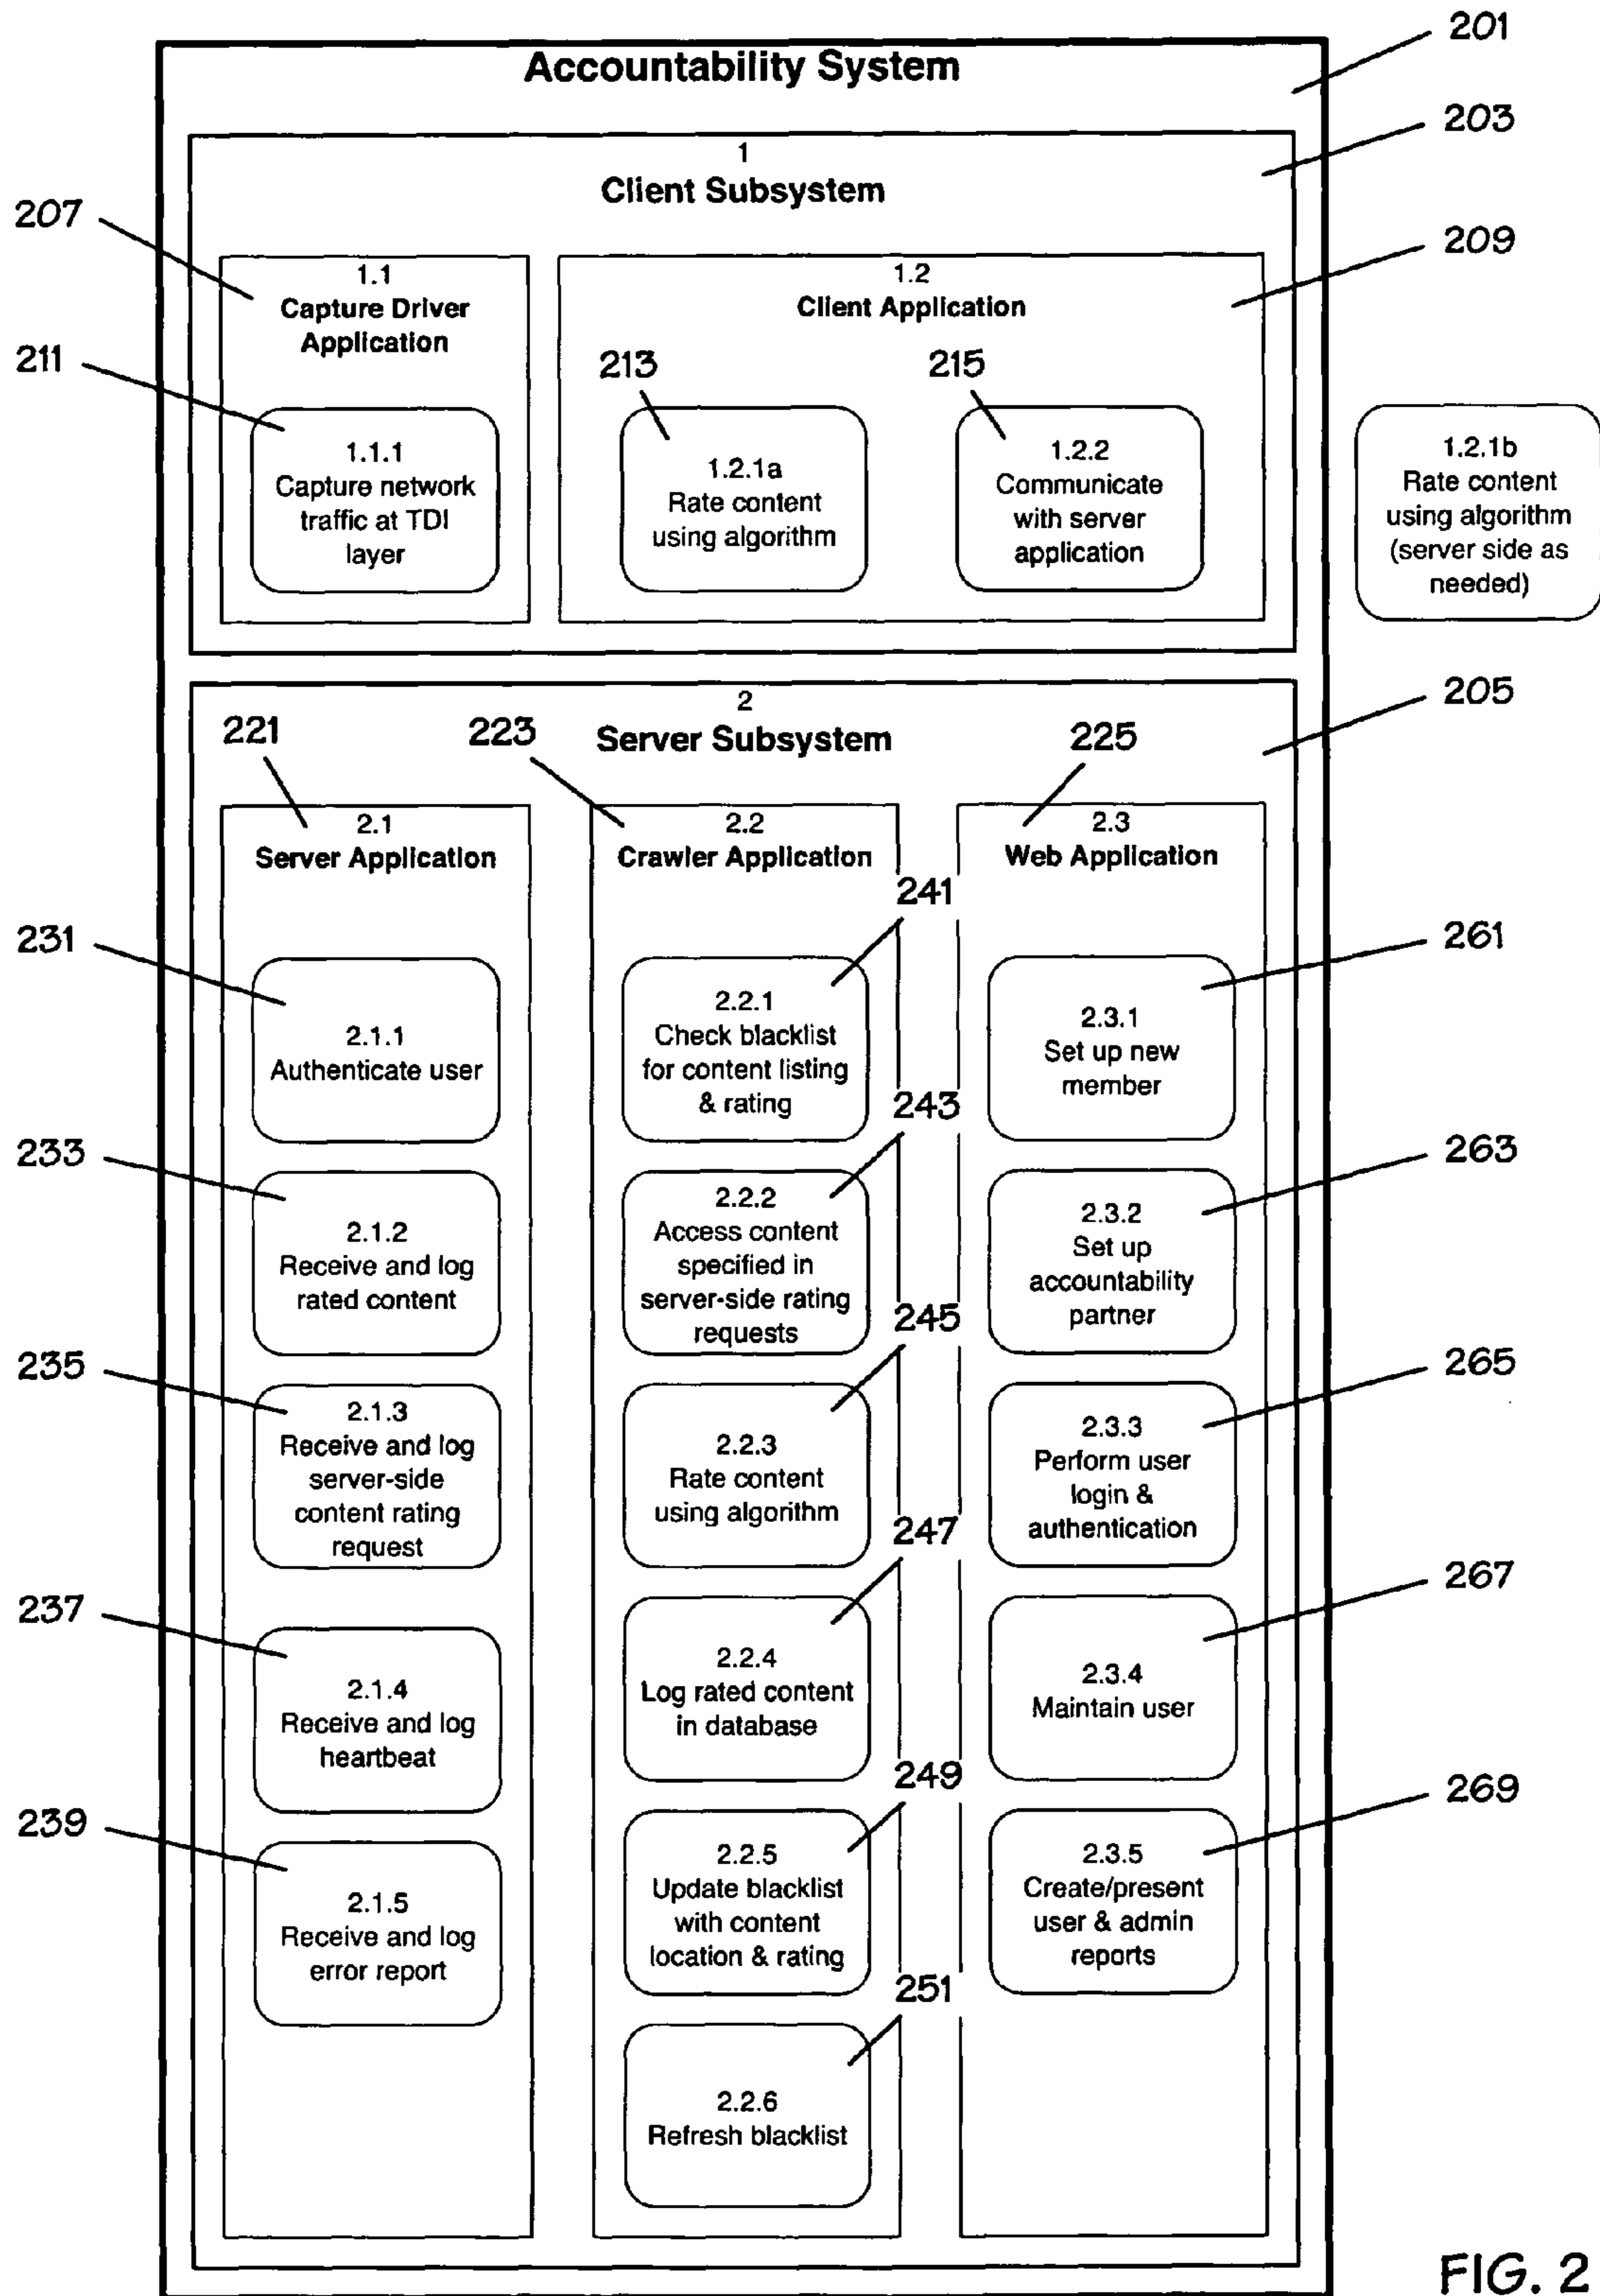 201
Accountability System
203
1
Client Subsystem
207
209
1.1
Capture Driver
Application
1.2
Client Application
211
213
215
1.1.1
Capture network
traffic at TDI
layer
1.2.1a
Rate content
using algorithm
1.2.2
Communicate
with server
application
1.2.1b
Rate content
using algorithm
(server side as
needed)
205
2
Server Subsystem
221
223
225
2.1
Server Application
2.2
Crawler Application
2.3
Web Application
231
2.1.1
Authenticate user
233
2.1.2
Receive and log
rated content
235
2.1.3
Receive and log
server-side
content rating
request
237
2.1.4
Receive and log
heartbeat
239
2.1.5
Receive and log
error report
241
2.2.1
Check blacklist
for content listing
& rating
243
2.2.2
Access content
specified in
server-side rating
requests
245
2.2.3
Rate content
using algorithm
247
2.2.4
Log rated content
in database
249
2.2.5
Update blacklist
with content
location & rating
251
2.2.6
Refresh blacklist
261
2.3.1
Set up new
member
263
2.3.2
Set up
accountability
partner
265
2.3.3
Perform user
login &
authentication
267
2.3.4
Maintain user
269
2.3.5
Create/present
user & admin
reports
FIG. 2